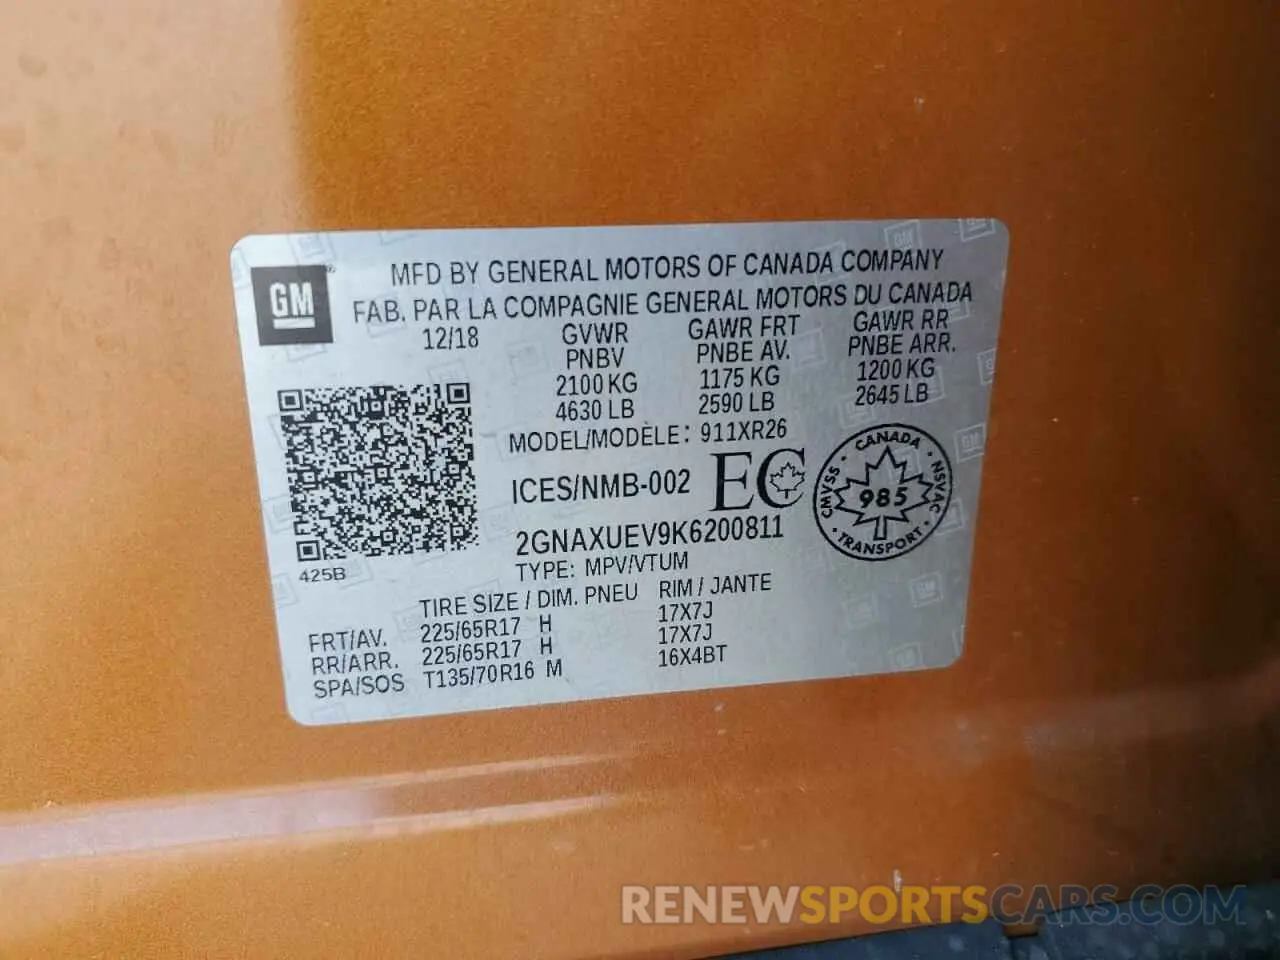 GM
MFD BY GENERAL MOTORS OF CANADA COMPANY
FAB. PAR LA COMPAGNIE GENERAL MOTORS DU CANADA
12/18 GVWR GAWR FRT GAWR RR
PNBV PNBE AV. PNBE ARR.
2100 KG 1175 KG 1200 KG
4630 LB 2590 LB 2645 LB
MODEL/MODÈLE: 911XR26
ICES/NMB-002 EC
CANADA
CMVSS 985 NSVAC
TRANSPORT
2GNAXUEV9K6200811
425B TYPE: MPV/VTUM
TIRE SIZE / DIM. PNEU RIM / JANTE
FRT/AV. 225/65R17 H 17X7J
RR/ARR. 225/65R17 H 17X7J
SPA/SOS T135/70R16 M 16X4BT
RENEWSPORTSCARS.COM